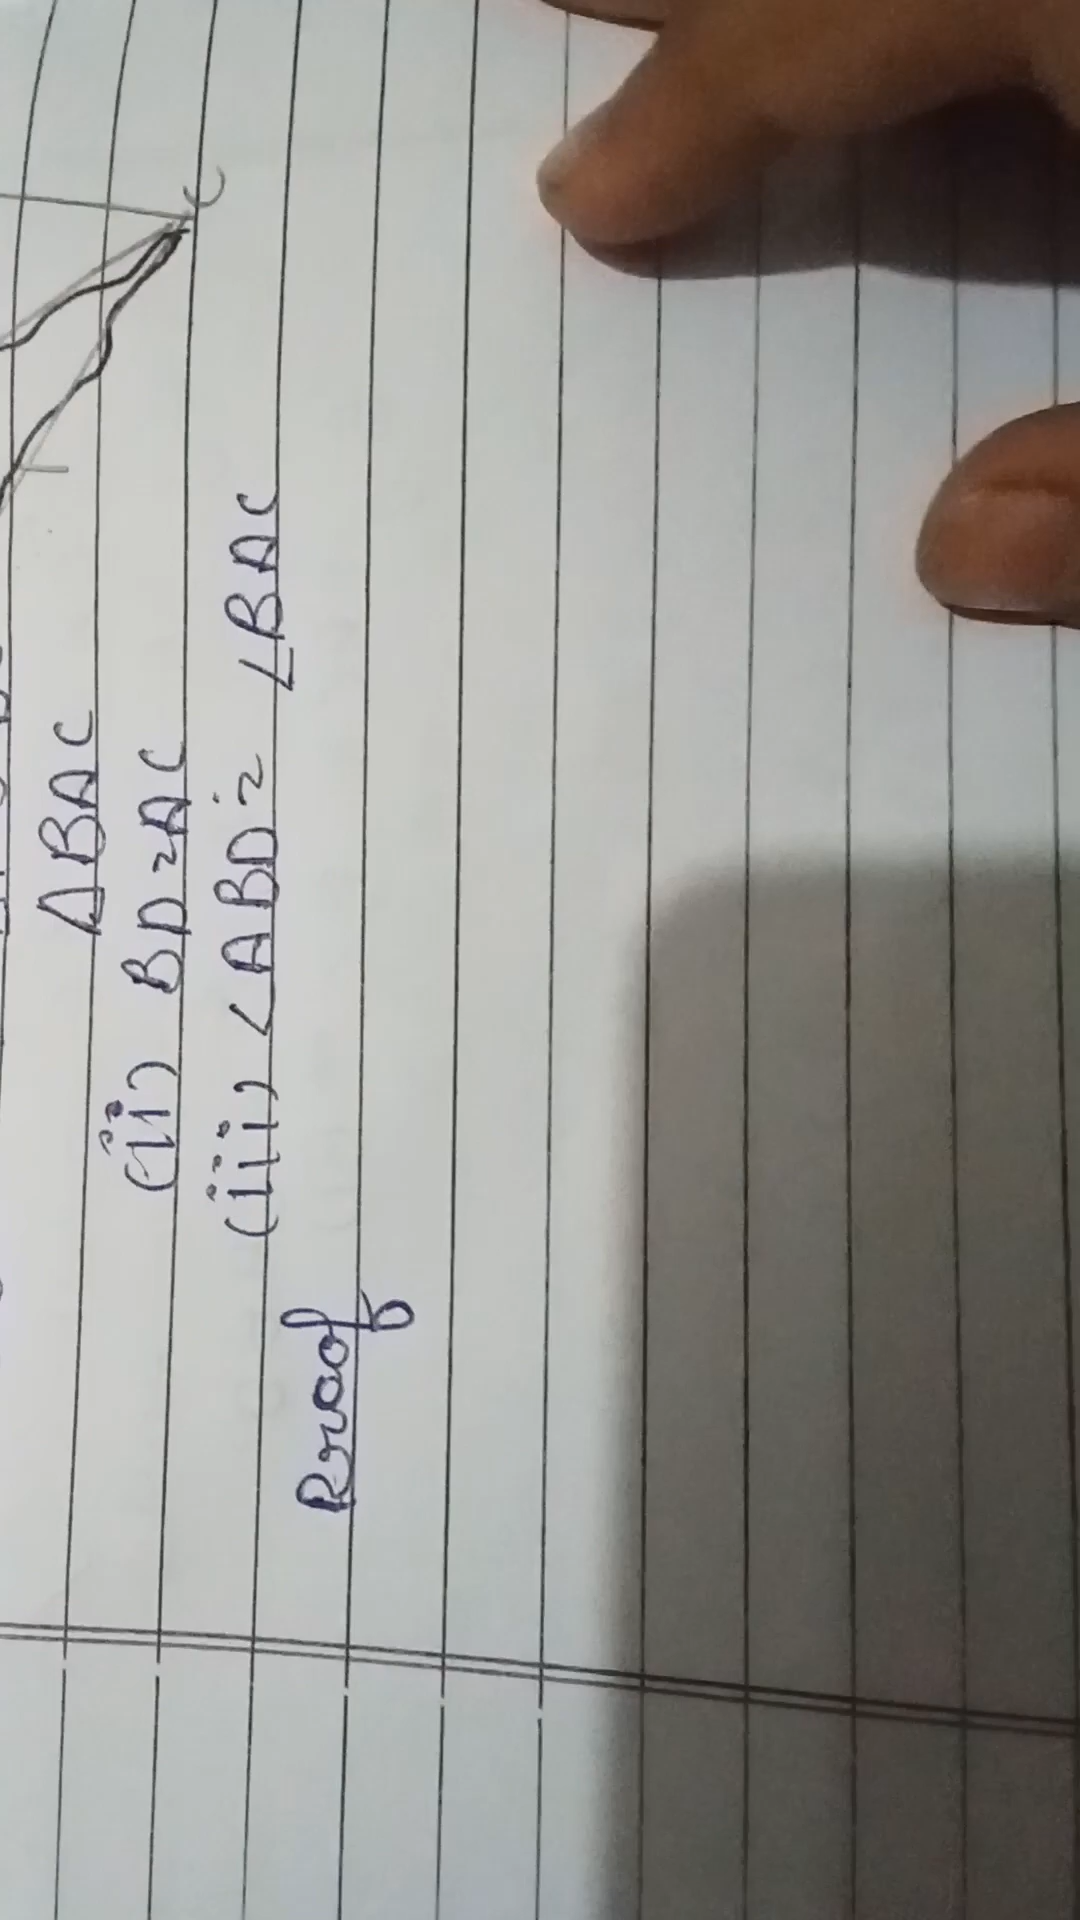 C
ΔBAC
(ii) BD=AC
(iii) <ABD = <BAC
Proof